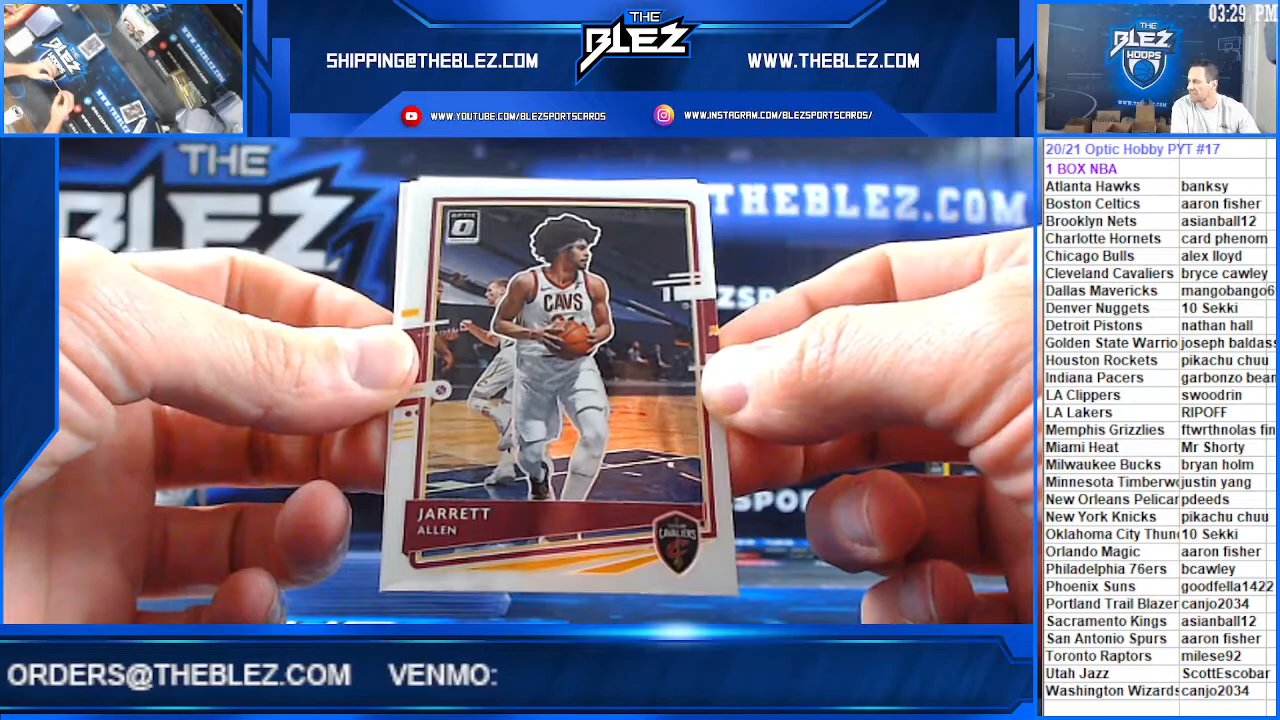 THE
BLEZ
SHIPPING@THEBLEZ.COM
WWW.THEBLEZ.COM
WWW.YOUTUBE.COM/BLEZSPORTSCARDS
WWW.INSTAGRAM.COM/BLEZSPORTSCARDS/
03:29 PM
THE
BLEZ
HOOPS
THE
BLEZ
THEBLEZ.COM
OPTIC
CAVS
JARRETT
ALLEN
CAVALIERS
20/21 Optic Hobby PYT #17
1 BOX NBA
Atlanta Hawks banksy
Boston Celtics aaron fisher
Brooklyn Nets asianball12
Charlotte Hornets card phenom
Chicago Bulls alex lloyd
Cleveland Cavaliers bryce cawley
Dallas Mavericks mangobango6
Denver Nuggets 10 Sekki
Detroit Pistons nathan hall
Golden State Warrio joseph baldas
Houston Rockets pikachu chuu
Indiana Pacers garbonzo bean
LA Clippers swoodrin
LA Lakers RIPOFF
Memphis Grizzlies ftwrthnolas fin
Miami Heat Mr Shorty
Milwaukee Bucks bryan holm
Minnesota Timberw justin yang
New Orleans Pelican pdeeds
New York Knicks pikachu chuu
Oklahoma City Thun 10 Sekki
Orlando Magic aaron fisher
Philadelphia 76ers bcawley
Phoenix Suns goodfella1422
Portland Trail Blazer canjo2034
Sacramento Kings asianball12
San Antonio Spurs aaron fisher
Toronto Raptors milese92
Utah Jazz ScottEscobar
Washington Wizards canjo2034
ORDERS@THEBLEZ.COM VENMO: